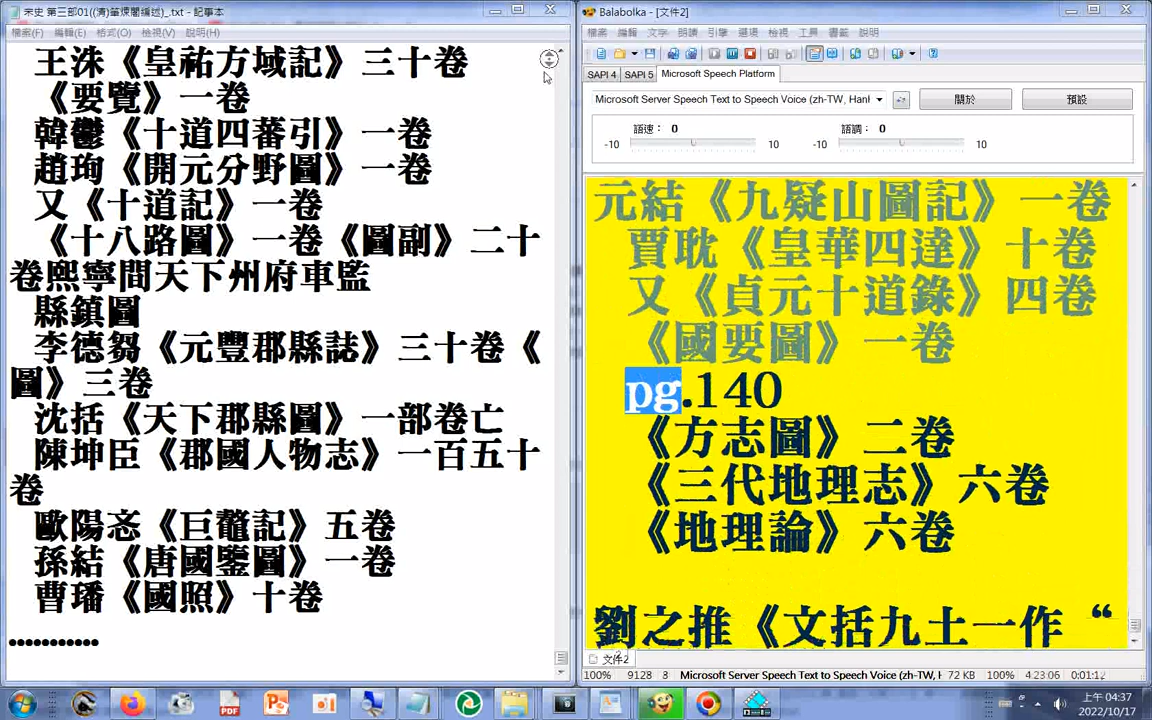 宋史 第三部01((清)肇煐閣編述)_.txt - 記事本
檔案(F) 編輯(E) 格式(O) 檢視(V) 說明(H)
王洙《皇祐方域記》三十卷
《要覽》一卷
韓鬱《十道四蕃引》一卷
趙珣《開元分野圖》一卷
又《十道記》一卷
《十八路圖》一卷《圖副》二十
卷熙寧間天下州府車監
縣鎮圖
李德芻《元豐郡縣誌》三十卷《
圖》三卷
沈括《天下郡縣圖》一部卷亡
陳坤臣《郡國人物志》一百五十
卷
歐陽忞《巨鼇記》五卷
孫結《唐國鑒圖》一卷
曹璠《國照》十卷
●●●●●●●●●●●
Balabolka - [文件2]
檔案 編輯 文字 朗讀 引擎 選項 檢視 工具 書籤 說明
SAPI 4 SAPI 5 Microsoft Speech Platform
Microsoft Server Speech Text to Speech Voice (zh-TW, Hanl 關於 預設
語速： 0 語調： 0
-10 10 -10 10
元結《九疑山圖記》一卷
賈耽《皇華四達》十卷
又《貞元十道錄》四卷
《國要圖》一卷
pg.140
《方志圖》二卷
《三代地理志》六卷
《地理論》六卷
劉之推《文括九土一作“
文件2
100% 9128 3 Microsoft Server Speech Text to Speech Voice (zh-TW, Han 72 KB 100% 4:23:06 0:01:12
上午 04:37
2022/10/17